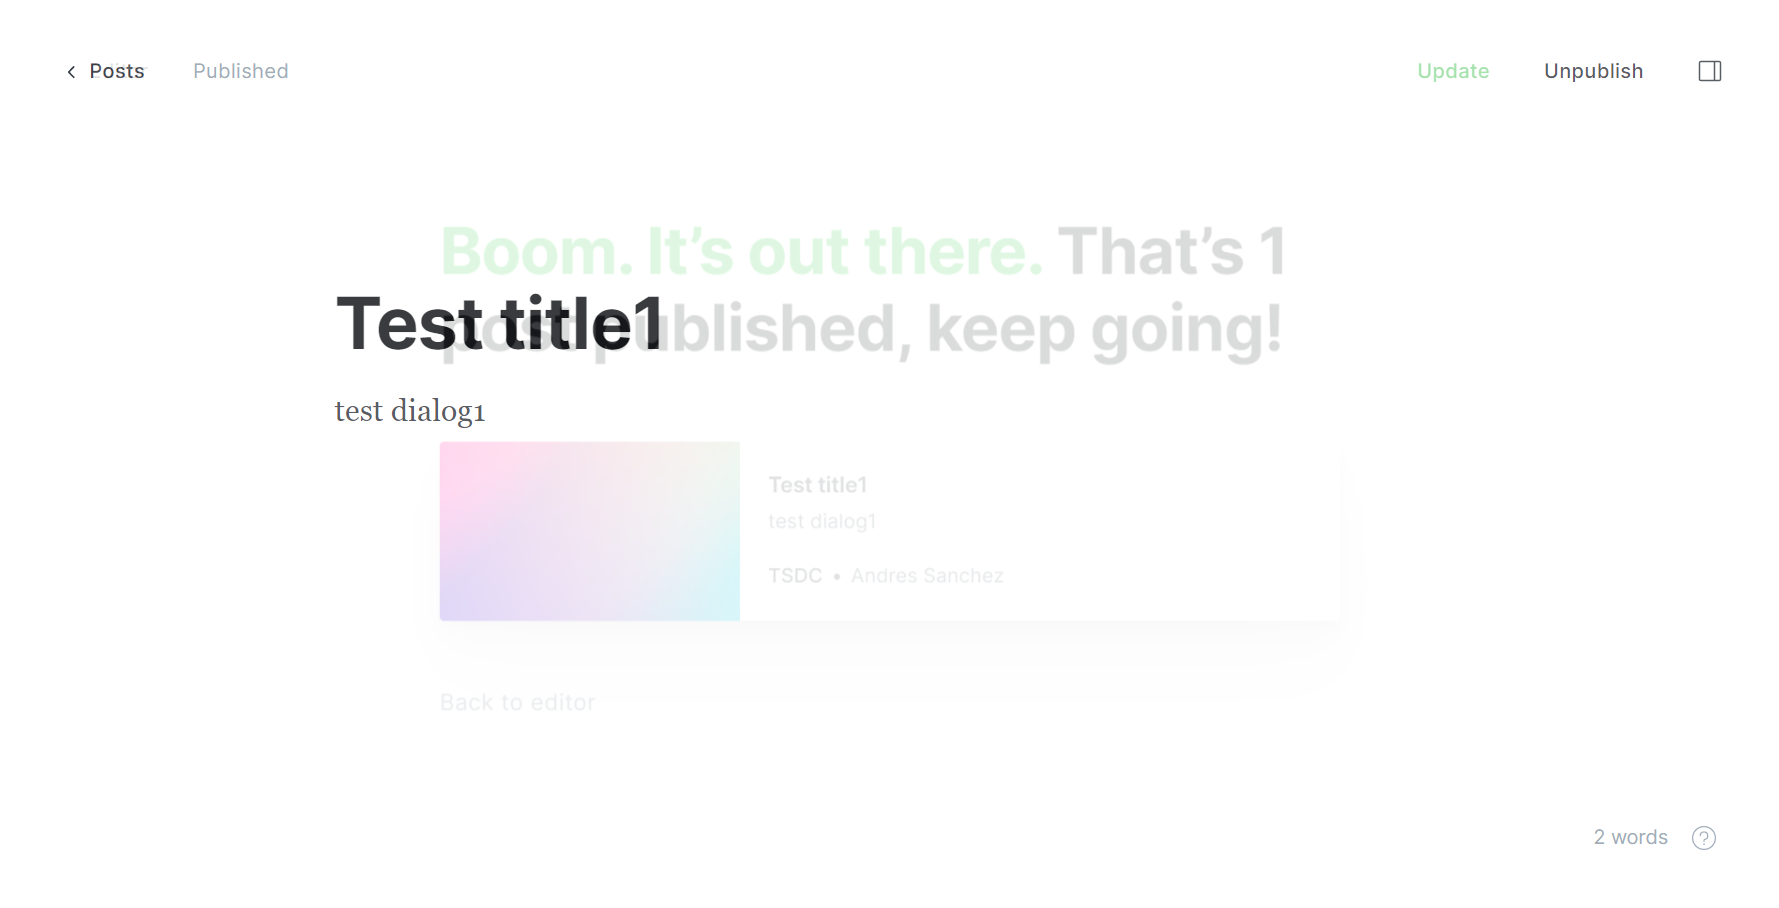 Posts
Published
Update
Unpublish
Boom. It’s out there. That’s 1
post published, keep going!
Test title1
test dialog1
Test title1
test dialog1
TSDC • Andres Sanchez
Back to editor
2 words
?